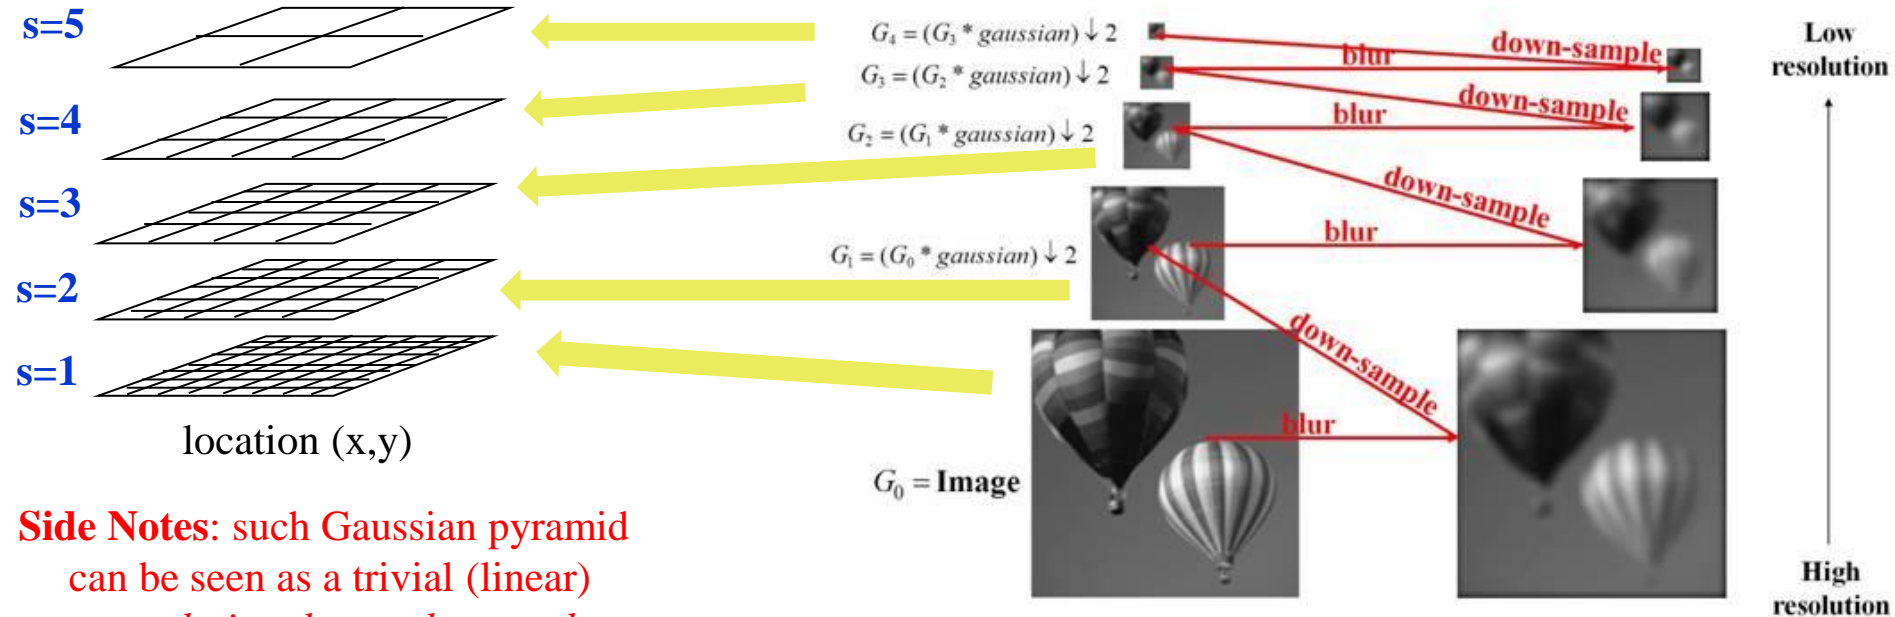 s=5
s=4
s=3
s=2
s=1
location (x,y)
Side Notes: such Gaussian pyramid
can be seen as a trivial (linear)
G₄ = (G₃ * gaussian) ↓ 2
G₃ = (G₂ * gaussian) ↓ 2
G₂ = (G₁ * gaussian) ↓ 2
G₁ = (G₀ * gaussian) ↓ 2
G₀ = Image
down-sample
blur
down-sample
blur
down-sample
blur
down-sample
blur
Low
resolution
High
resolution